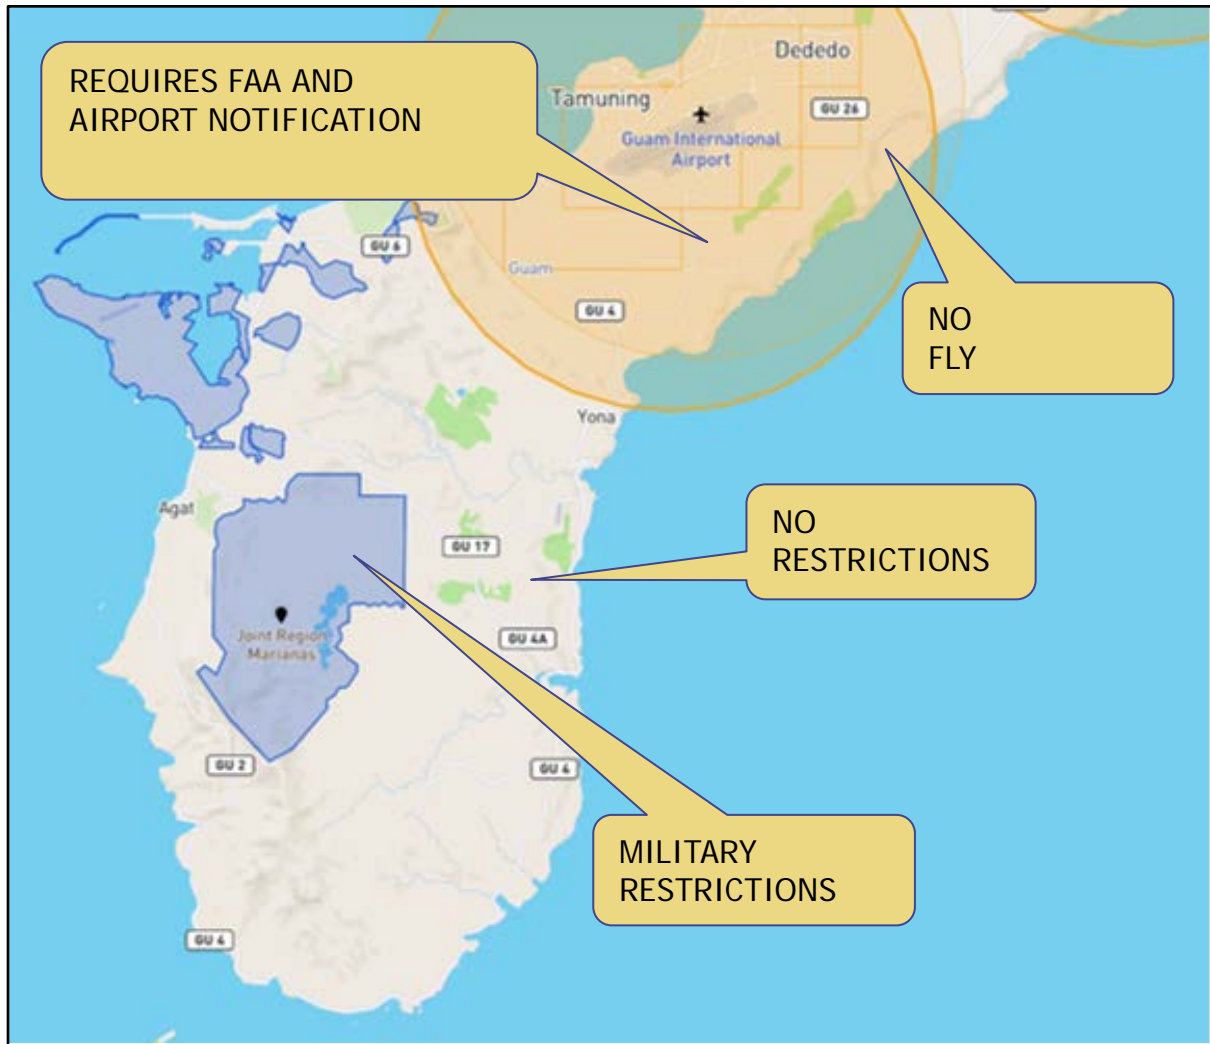 REQUIRES FAA AND
AIRPORT NOTIFICATION
Dededo
Tamuning
GU 26
Guam International
Airport
GU 6
Guam
GU 4
NO
FLY
Yona
Agat
NO
RESTRICTIONS
GU 17
Joint Region
Marianas
GU 4A
GU 2
GU 4
MILITARY
RESTRICTIONS
GU 4